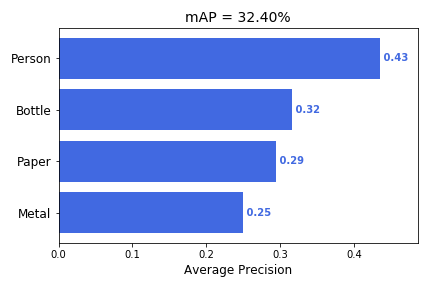 mAP = 32.40%
Person 0.43
Bottle 0.32
Paper 0.29
Metal 0.25
0.0 0.1 0.2 0.3 0.4
Average Precision